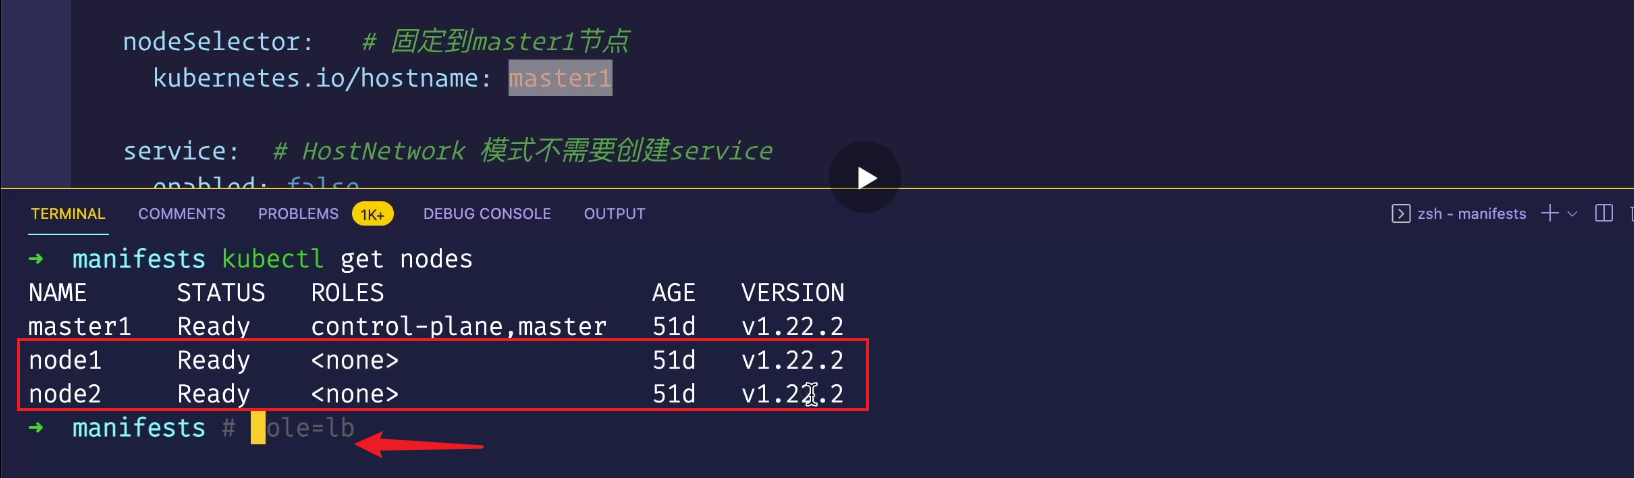 nodeSelector:   # 固定到master1节点
kubernetes.io/hostname: master1
service:  # HostNetwork 模式不需要创建service
enabled: false
TERMINAL COMMENTS PROBLEMS 1K+ DEBUG CONSOLE OUTPUT zsh - manifests
➜ manifests kubectl get nodes
NAME STATUS ROLES AGE VERSION
master1 Ready control-plane,master 51d v1.22.2
node1 Ready <none> 51d v1.22.2
node2 Ready <none> 51d v1.22.2
➜ manifests # ole=lb